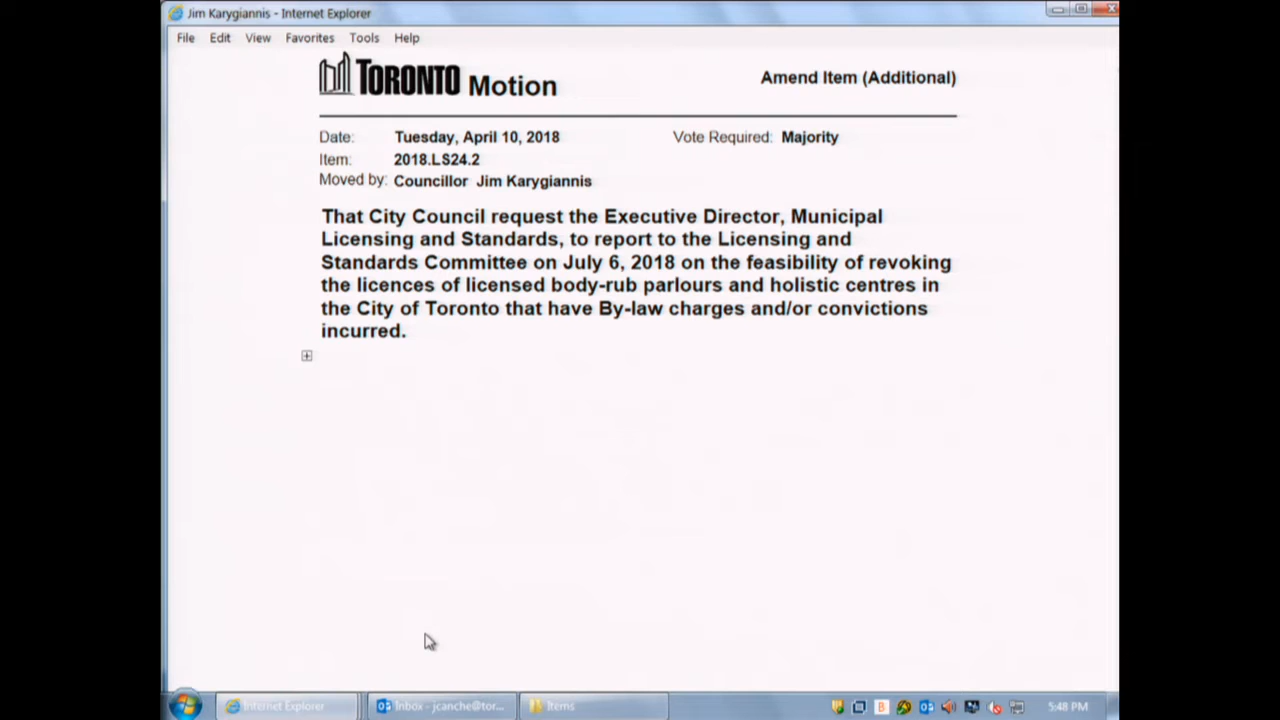 Jim Karygiannis - Internet Explorer
File Edit View Favorites Tools Help
TORONTO Motion
Amend Item (Additional)
Date: Tuesday, April 10, 2018 Vote Required: Majority
Item: 2018.LS24.2
Moved by: Councillor Jim Karygiannis
That City Council request the Executive Director, Municipal
Licensing and Standards, to report to the Licensing and
Standards Committee on July 6, 2018 on the feasibility of revoking
the licences of licensed body-rub parlours and holistic centres in
the City of Toronto that have By-law charges and/or convictions
incurred.
Internet Explorer Inbox - jcanche@tor... Items B 5:48 PM